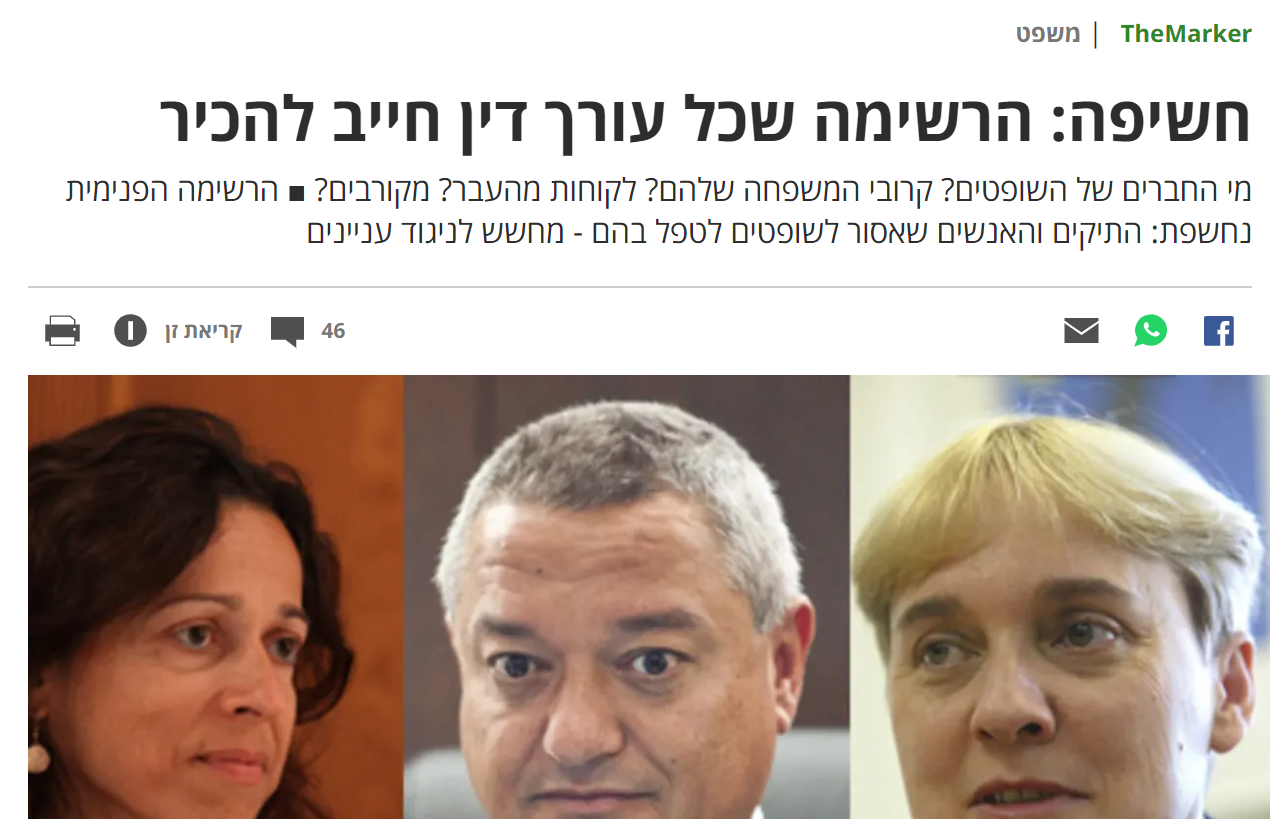 TheMarker | משפט
חשיפה: הרשימה שכל עורך דין חייב להכיר
מי החברים של השופטים? קרובי המשפחה שלהם? לקוחות מהעבר? מקורבים? ■ הרשימה הפנימית
נחשפת: התיקים והאנשים שאסור לשופטים לטפל בהם - מחשש לניגוד עניינים
46 קריאת זן